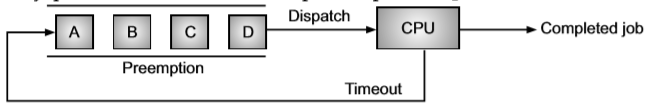 Dispatch
A B C D
CPU
Completed job
Preemption
Timeout